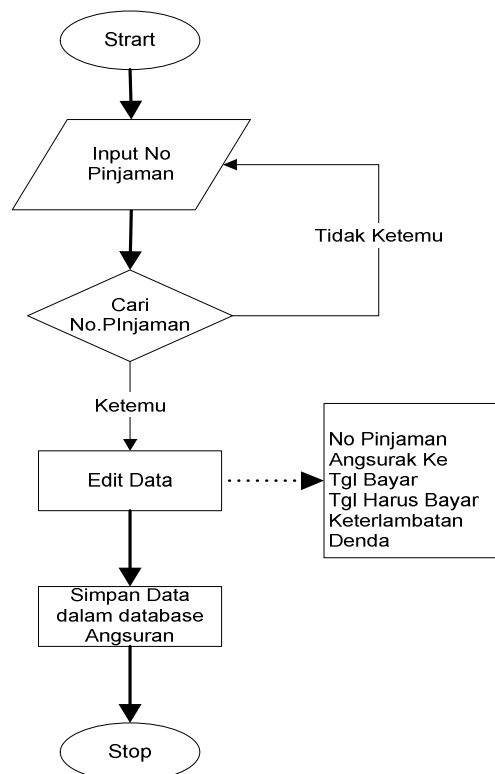 Strart
Input No
Pinjaman
Tidak Ketemu
Cari
No.PInjaman
Ketemu
Edit Data
No Pinjaman
Angsurak Ke
Tgl Bayar
Tgl Harus Bayar
Keterlambatan
Denda
Simpan Data
dalam database
Angsuran
Stop